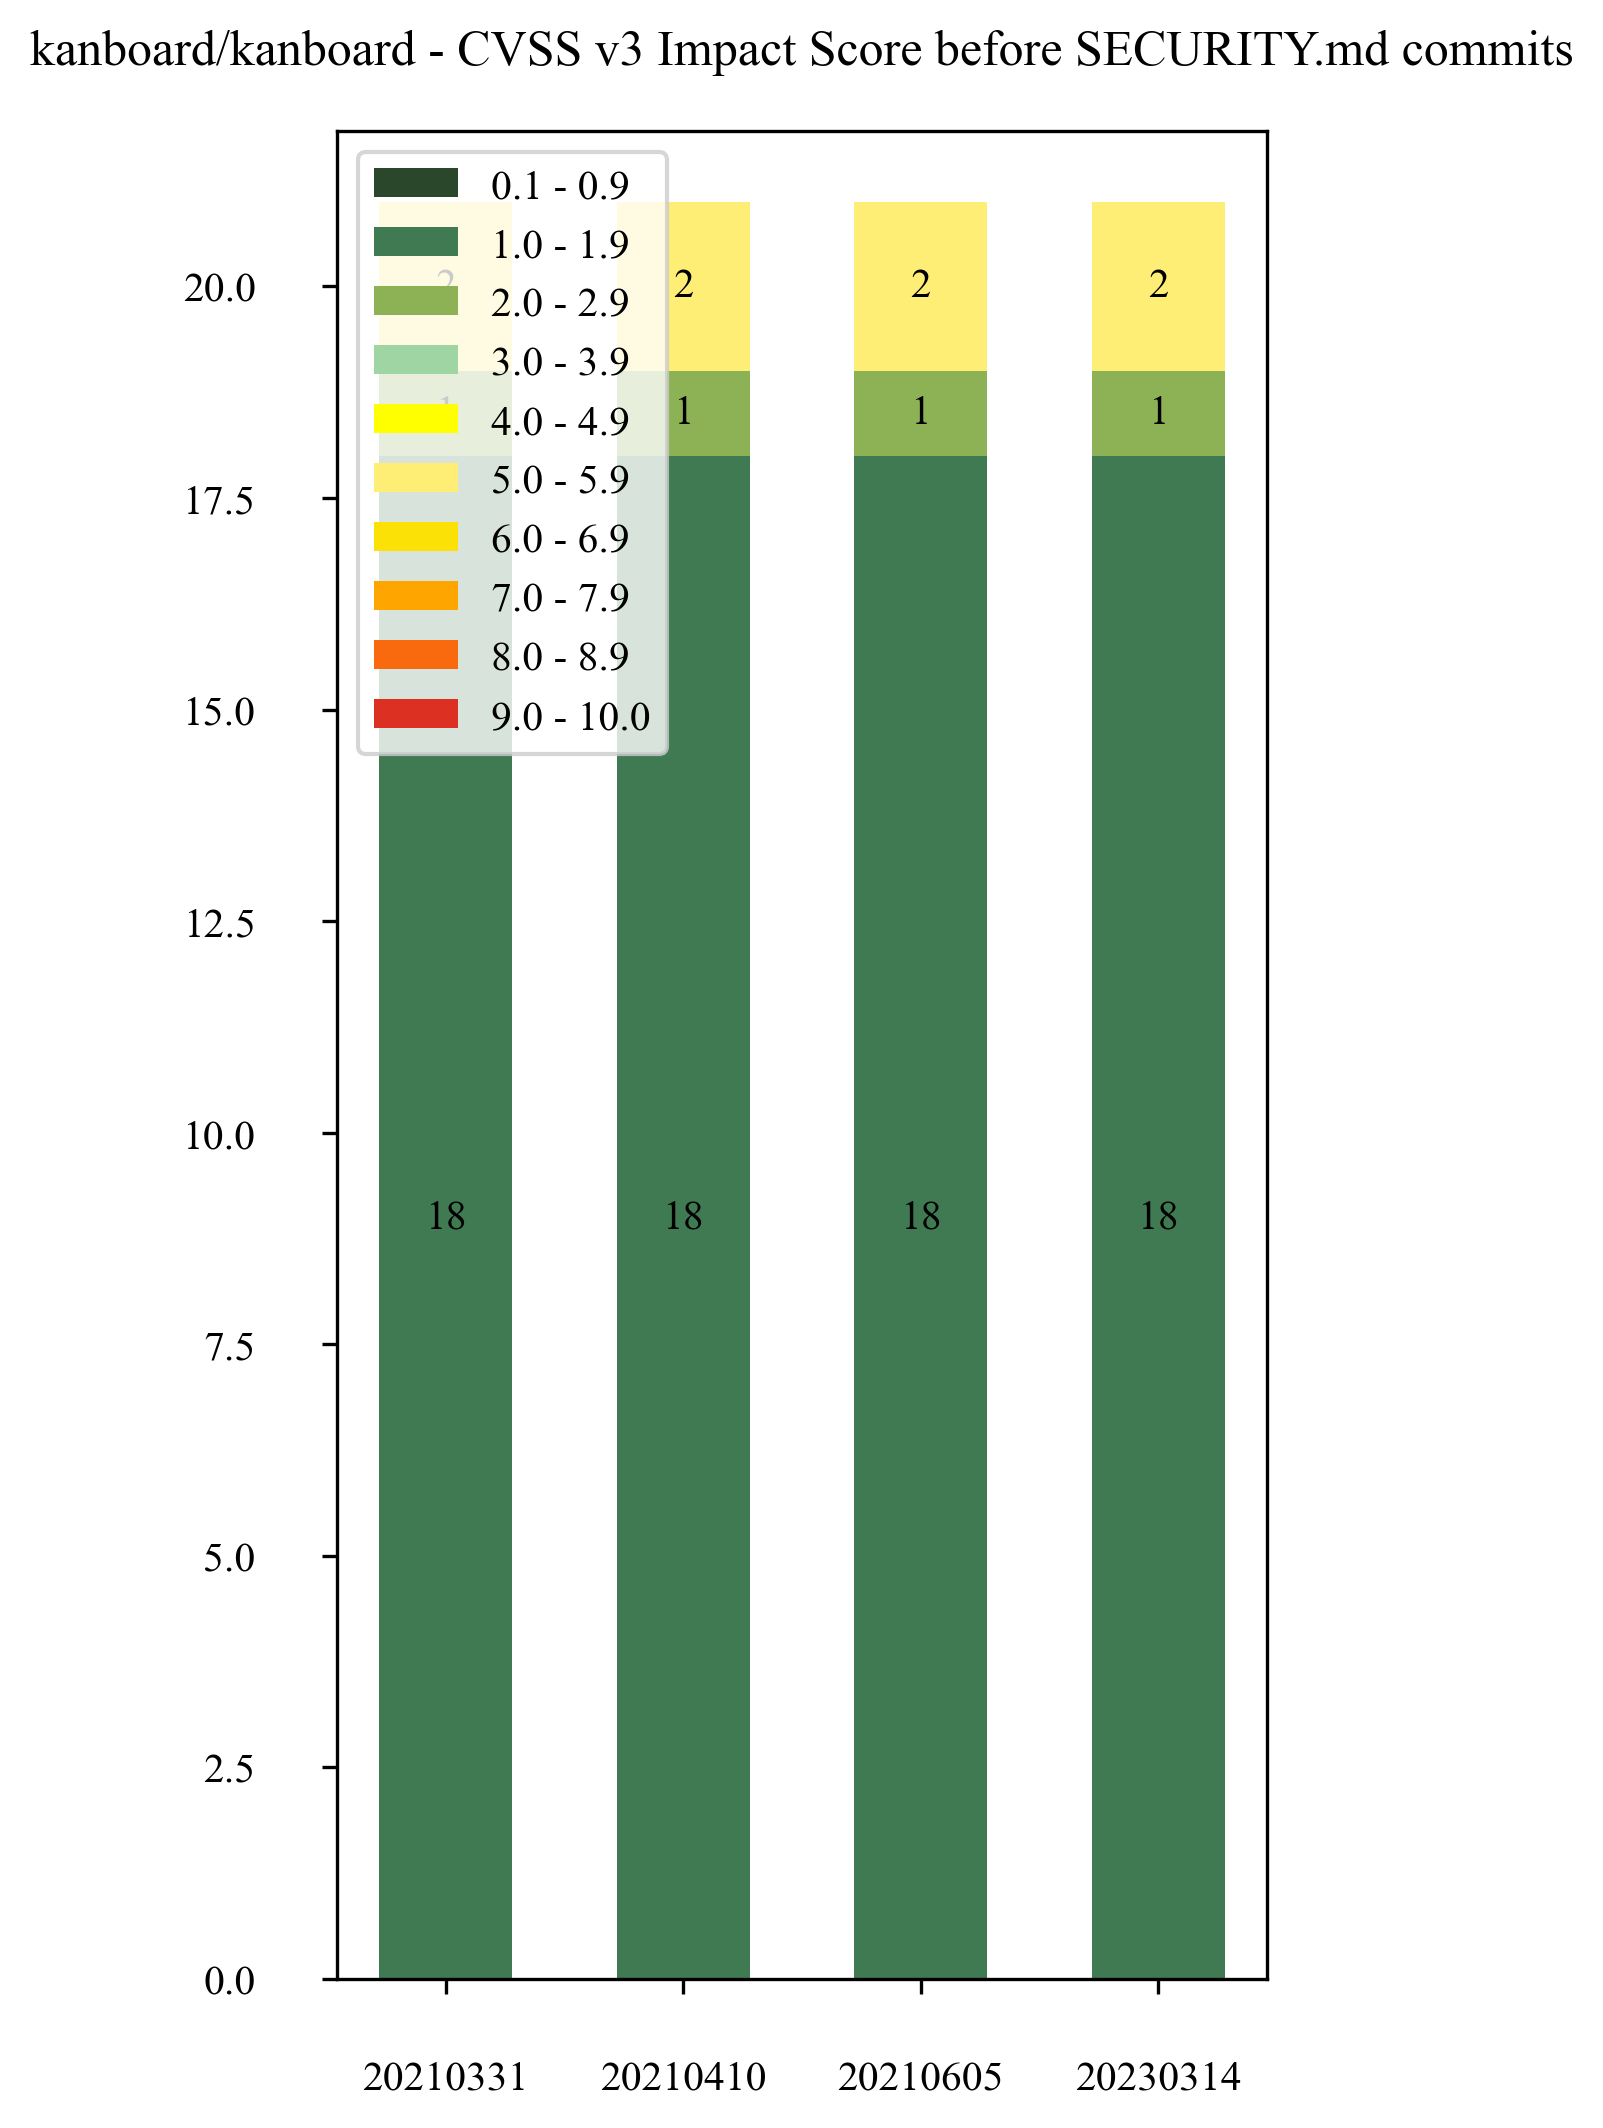 kanboard/kanboard - CVSS v3 Impact Score before SECURITY.md commits
0.1 - 0.9
1.0 - 1.9
2.0 - 2.9
3.0 - 3.9
4.0 - 4.9
5.0 - 5.9
6.0 - 6.9
7.0 - 7.9
8.0 - 8.9
9.0 - 10.0
20.0
17.5
15.0
12.5
10.0
7.5
5.0
2.5
0.0
2 2 2 2
1 1 1 1
18 18 18 18
20210331 20210410 20210605 20230314